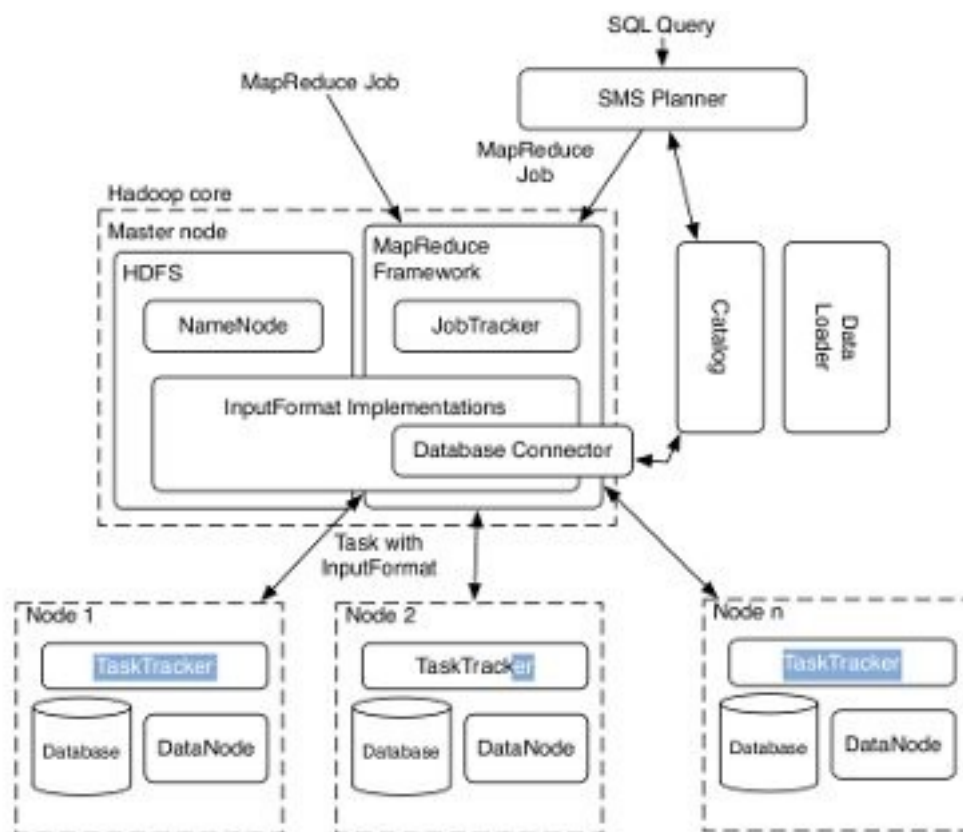 SQL Query
SMS Planner
MapReduce Job
MapReduce
Job
Hadoop core
Master node
HDFS
NameNode
MapReduce
Framework
JobTracker
InputFormat Implementations
Database Connector
Catalog
Data
Loader
Task with
InputFormat
Node 1
TaskTracker
Database
DataNode
Node 2
TaskTracker
Database
DataNode
Node n
TaskTracker
Database
DataNode